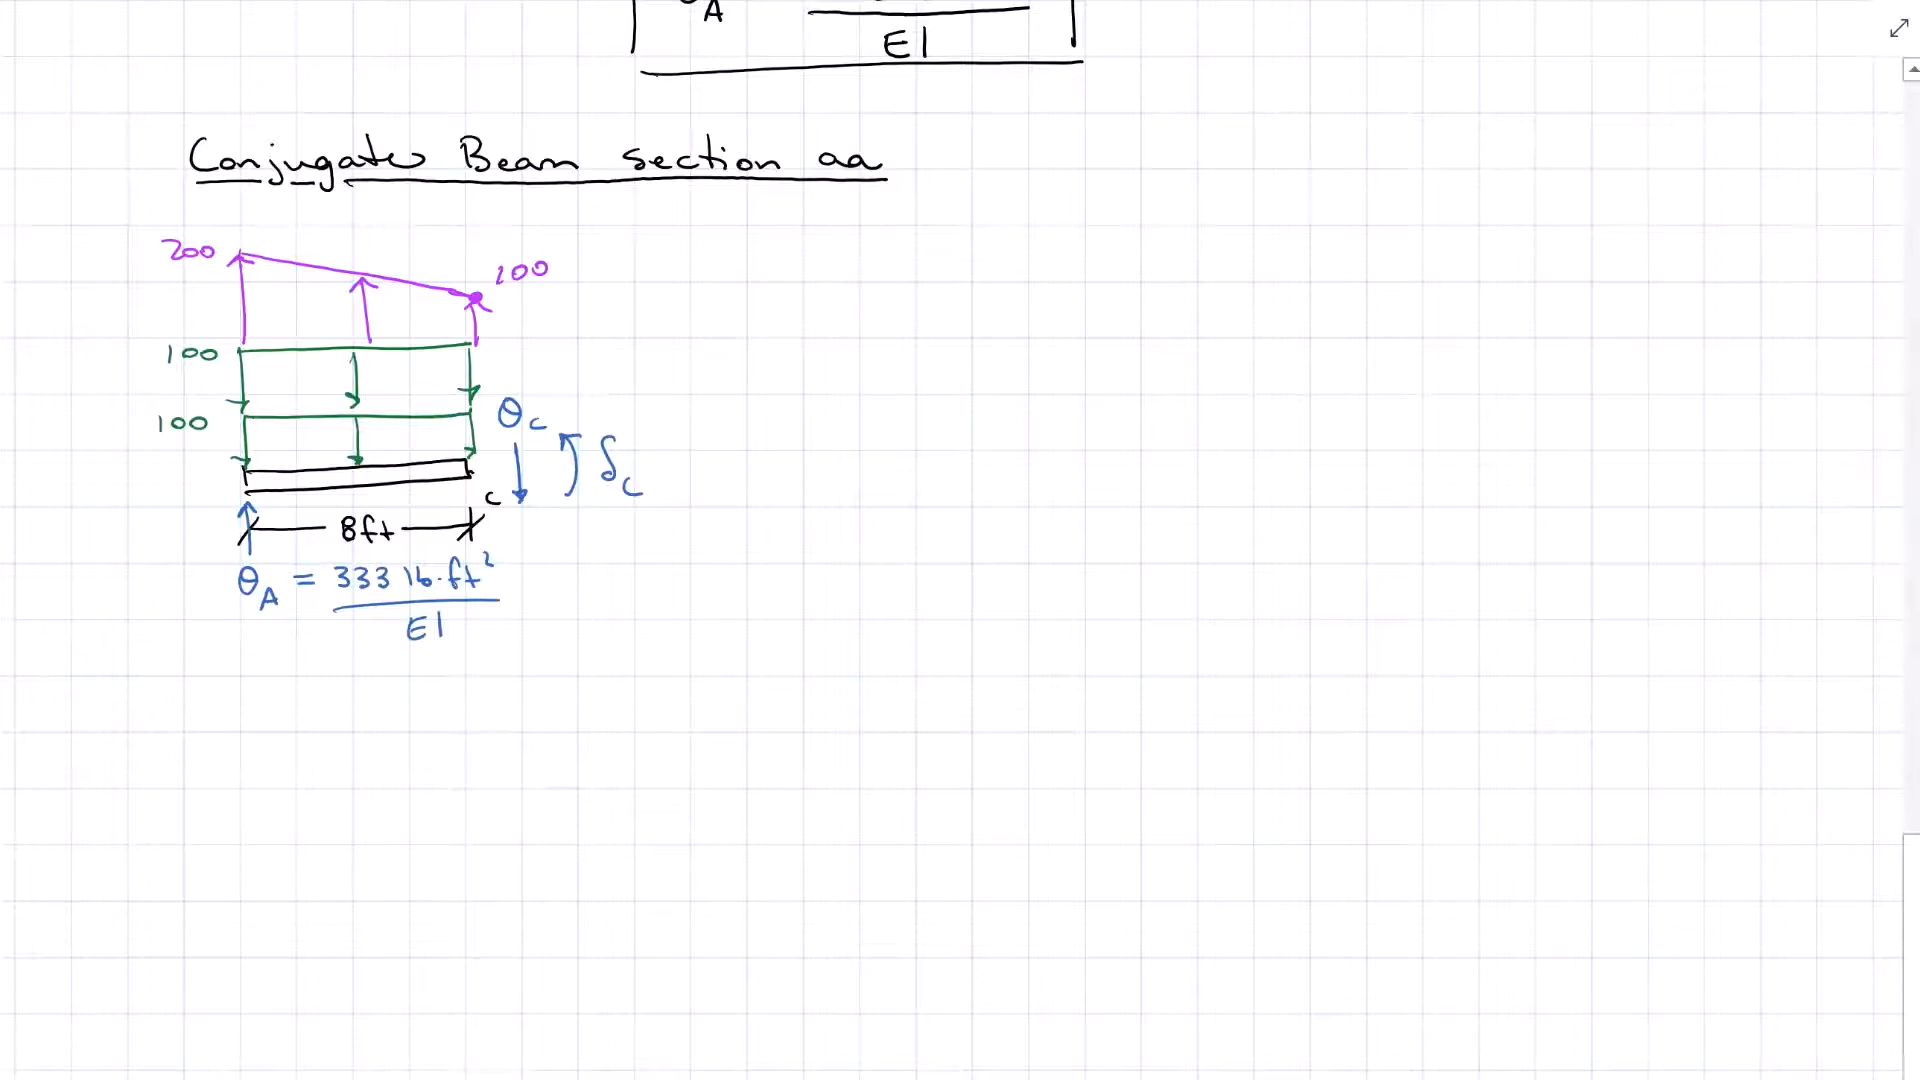 A
EI
Conjugate Beam section aa
200
100
100
100
θC
δC
C
8ft
θA = 333 lb·ft²
EI